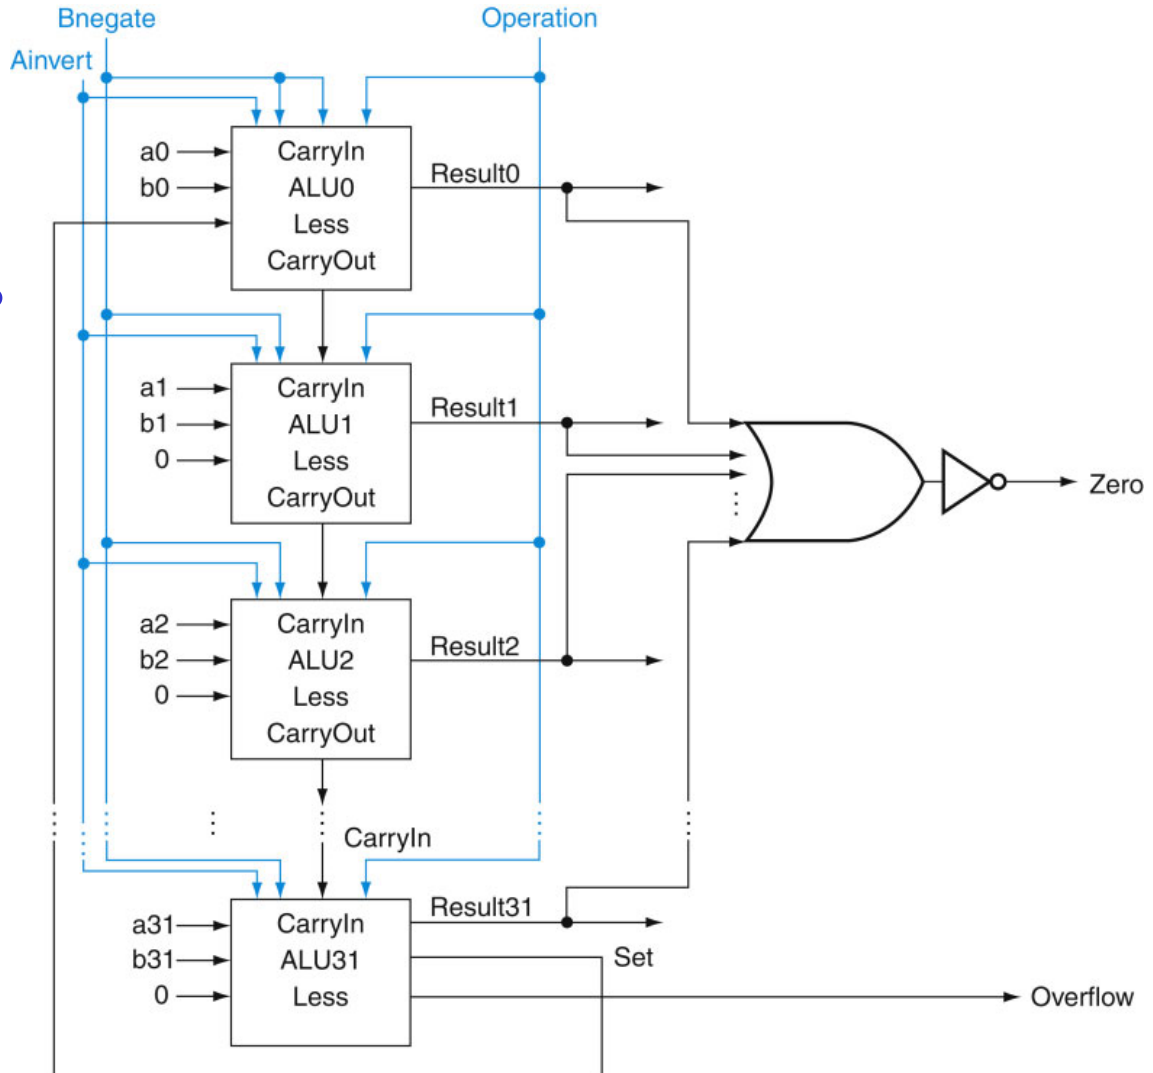 Bnegate
Operation
Ainvert
a0
CarryIn
b0
ALU0
Less
CarryOut
Result0
a1
CarryIn
b1
ALU1
0
Less
CarryOut
Result1
Zero
a2
CarryIn
b2
ALU2
0
Less
CarryOut
Result2
CarryIn
a31
CarryIn
b31
ALU31
0
Less
Result31
Set
Overflow